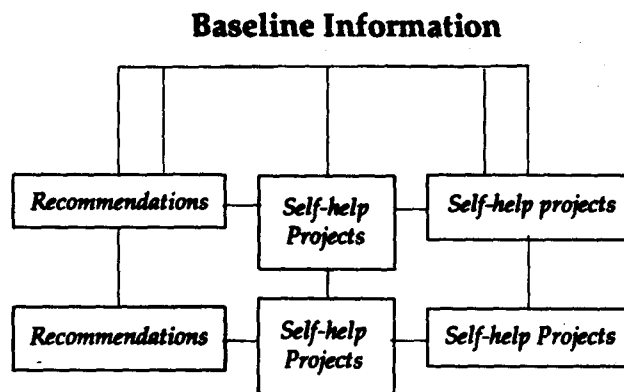 Baseline Information
Recommendations
Self-help
Projects
Self-help projects
Recommendations
Self-help
Projects
Self-help Projects